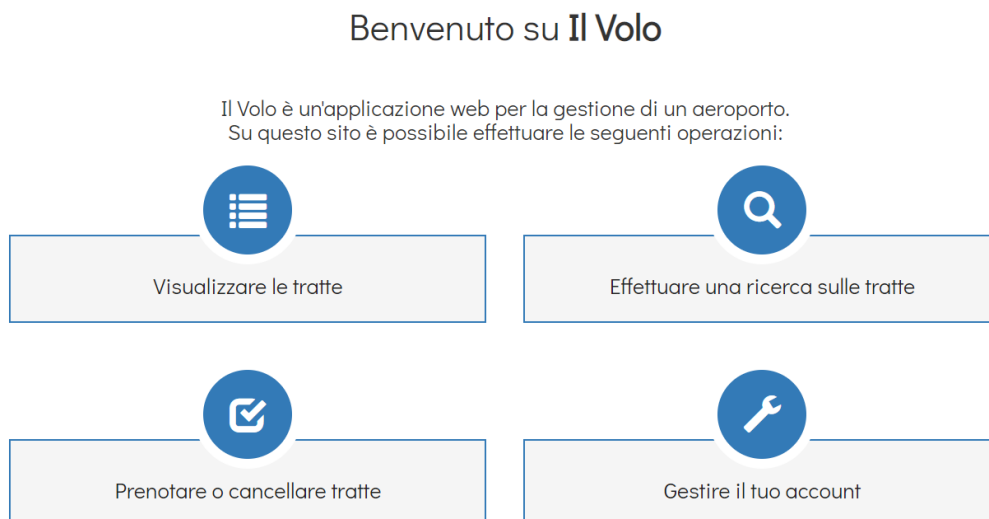 Benvenuto su Il Volo
Il Volo è un'applicazione web per la gestione di un aeroporto.
Su questo sito è possibile effettuare le seguenti operazioni:
Visualizzare le tratte
Effettuare una ricerca sulle tratte
Prenotare o cancellare tratte
Gestire il tuo account